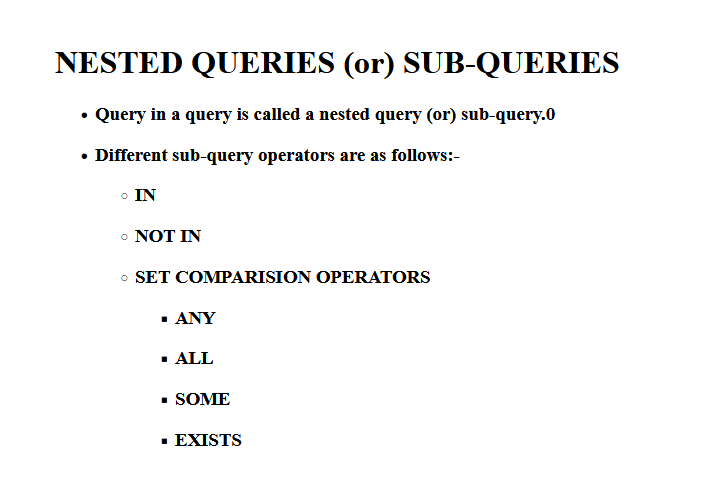 NESTED QUERIES (or) SUB-QUERIES
Query in a query is called a nested query (or) sub-query.0
Different sub-query operators are as follows:-
IN
NOT IN
SET COMPARISION OPERATORS
ANY
ALL
SOME
EXISTS